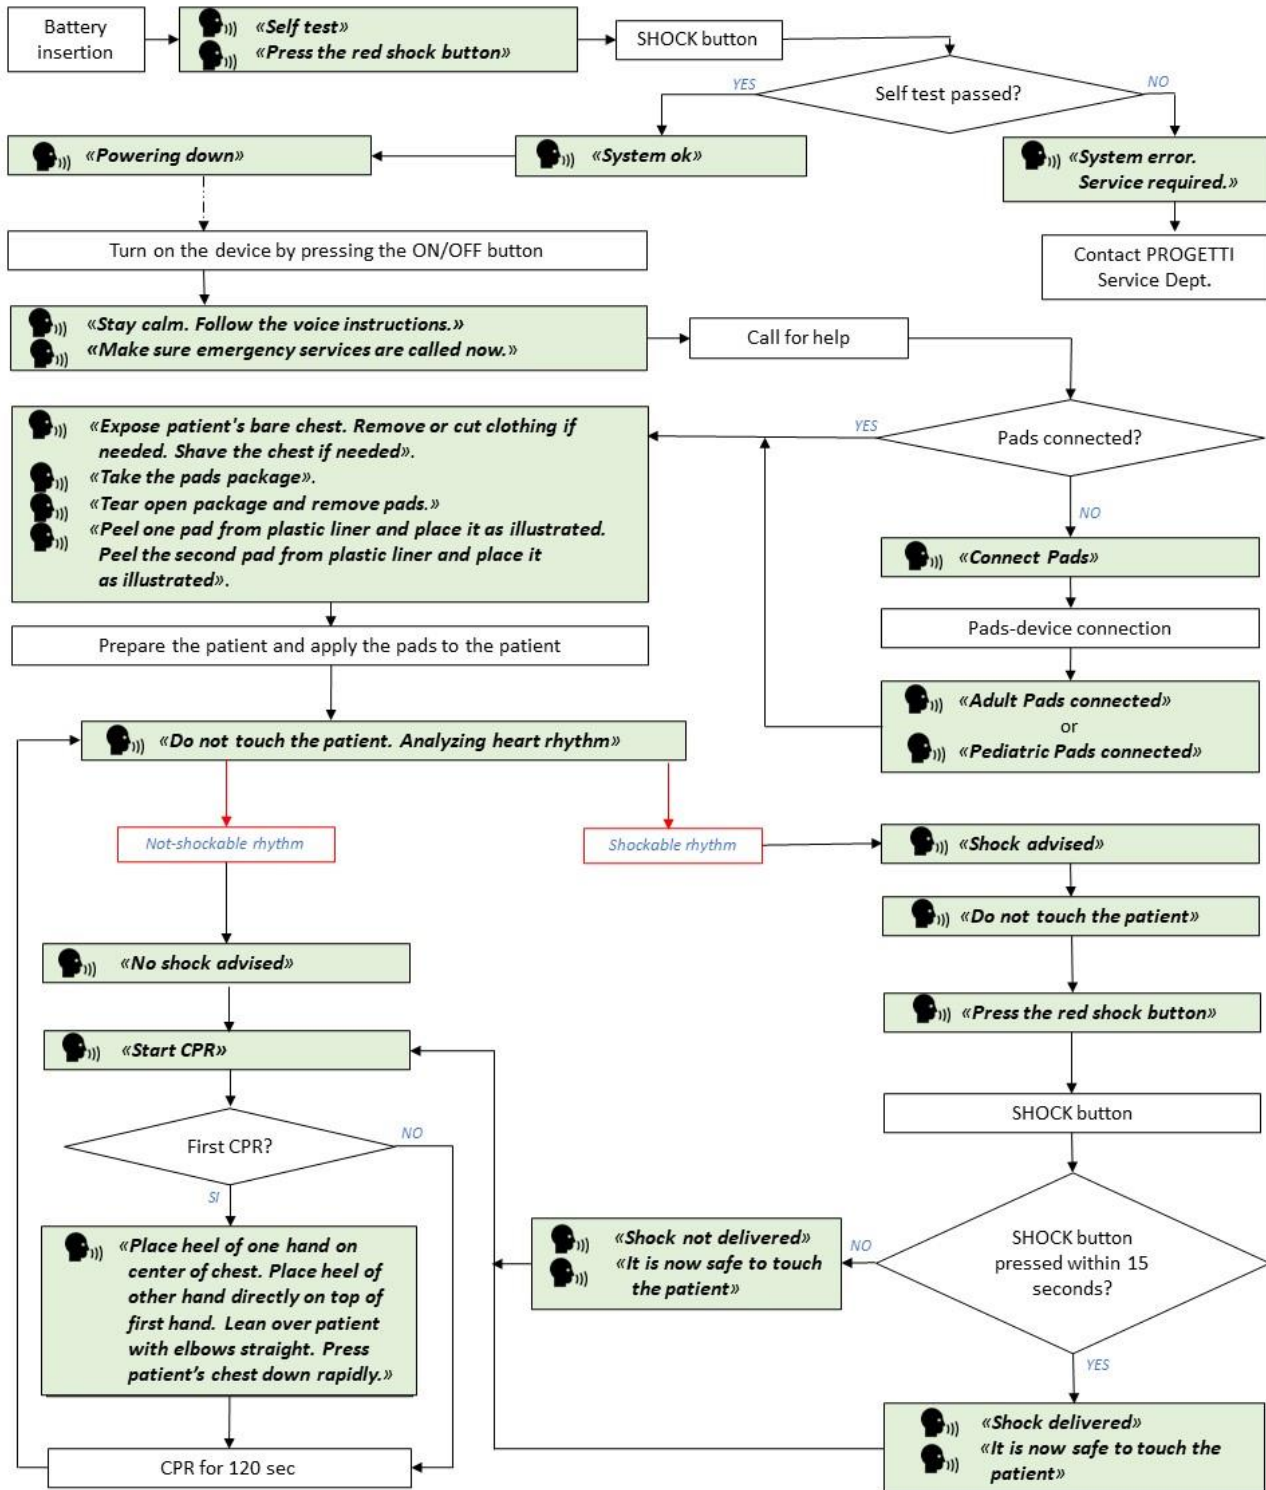 Battery
insertion
«Self test»
«Press the red shock button»
SHOCK button
Self test passed?
YES
NO
«Powering down»
«System ok»
«System error.
Service required.»
Turn on the device by pressing the ON/OFF button
Contact PROGETTI
Service Dept.
«Stay calm. Follow the voice instructions.»
«Make sure emergency services are called now.»
Call for help
«Expose patient's bare chest. Remove or cut clothing if
needed. Shave the chest if needed».
«Take the pads package».
«Tear open package and remove pads.»
«Peel one pad from plastic liner and place it as illustrated.
Peel the second pad from plastic liner and place it
as illustrated».
YES
Pads connected?
NO
«Connect Pads»
Pads-device connection
Prepare the patient and apply the pads to the patient
«Adult Pads connected»
or
«Pediatric Pads connected»
«Do not touch the patient. Analyzing heart rhythm»
Not-shockable rhythm
Shockable rhythm
«Shock advised»
«Do not touch the patient»
«No shock advised»
«Press the red shock button»
«Start CPR»
SHOCK button
First CPR?
NO
SI
«Place heel of one hand on
center of chest. Place heel of
other hand directly on top of
first hand. Lean over patient
with elbows straight. Press
patient’s chest down rapidly.»
«Shock not delivered»
«It is now safe to touch
the patient»
NO
SHOCK button
pressed within 15
seconds?
YES
«Shock delivered»
«It is now safe to touch the
patient»
CPR for 120 sec